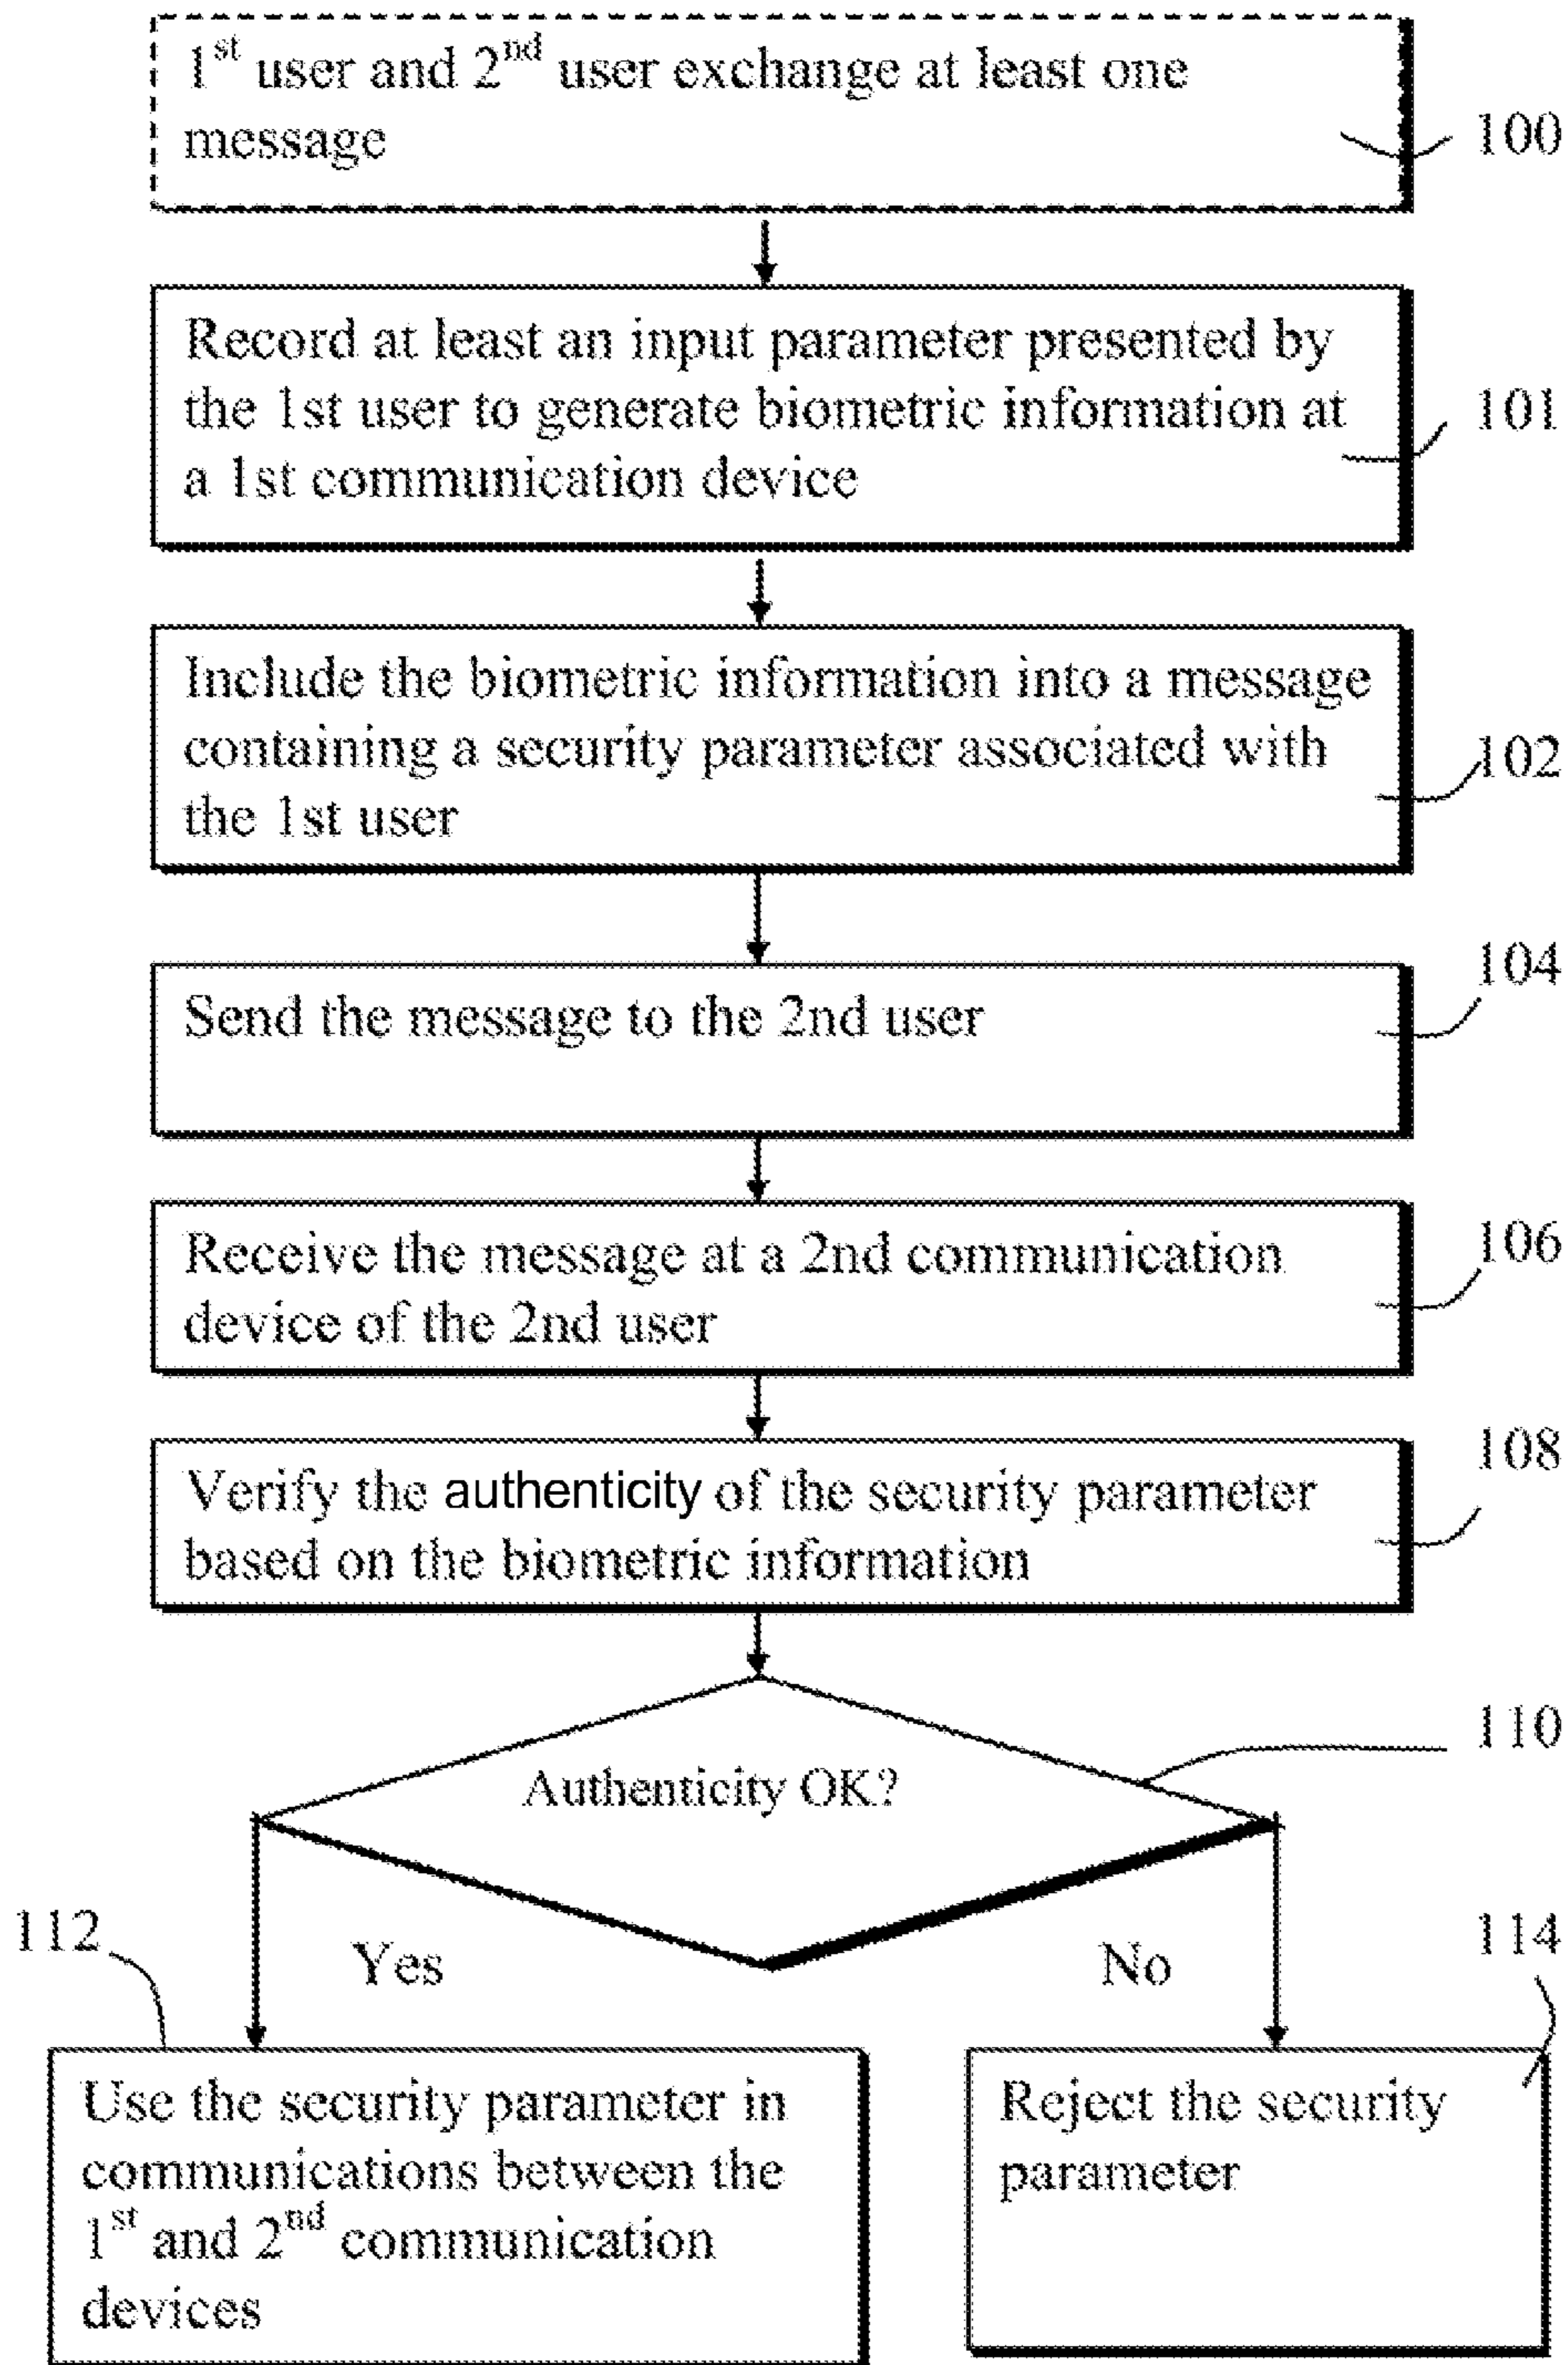 1st user and 2nd user exchange at least one
message
100
Record at least an input parameter presented by
the 1st user to generate biometric information at
a 1st communication device
101
Include the biometric information into a message
containing a security parameter associated with
the 1st user
102
104
Send the message to the 2nd user
Receive the message at a 2nd communication
device of the 2nd user
106
108
Verify the authenticity of the security parameter
based on the biometric information
110
Authenticity OK?
112
Yes
No
114
Use the security parameter in
communications between the
1st and 2nd communication
devices
Reject the security
parameter